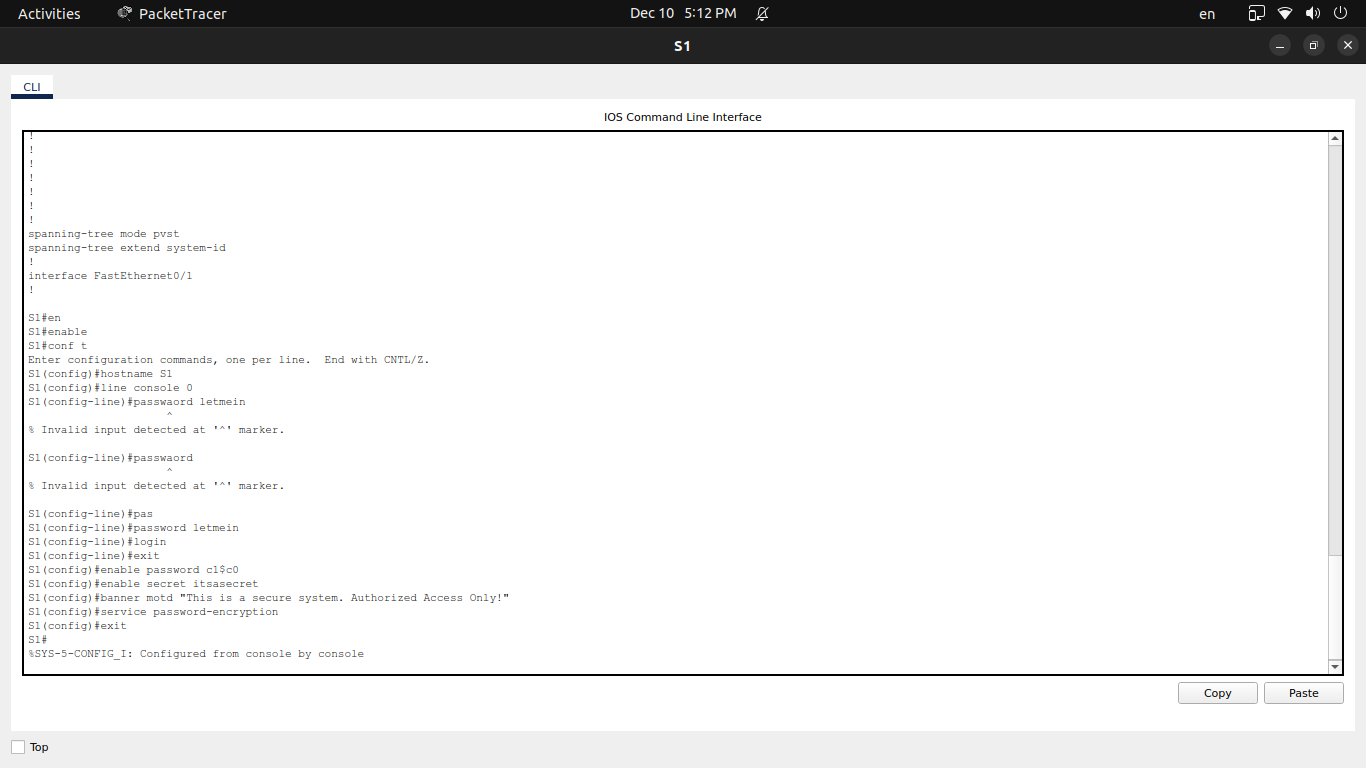 Activities
PacketTracer
Dec 10 5:12 PM
en
S1
CLI
IOS Command Line Interface
!
!
!
!
!
!
!
spanning-tree mode pvst
spanning-tree extend system-id
!
interface FastEthernet0/1
!
S1#en
S1#enable
S1#conf t
Enter configuration commands, one per line.  End with CNTL/Z.
S1(config)#hostname S1
S1(config)#line console 0
S1(config-line)#passwaord letmein
^
% Invalid input detected at '^' marker.
S1(config-line)#passwaord
^
% Invalid input detected at '^' marker.
S1(config-line)#pas
S1(config-line)#password letmein
S1(config-line)#login
S1(config-line)#exit
S1(config)#enable password c1$c0
S1(config)#enable secret itsasecret
S1(config)#banner motd "This is a secure system. Authorized Access Only!"
S1(config)#service password-encryption
S1(config)#exit
S1#
%SYS-5-CONFIG_I: Configured from console by console
Copy
Paste
Top